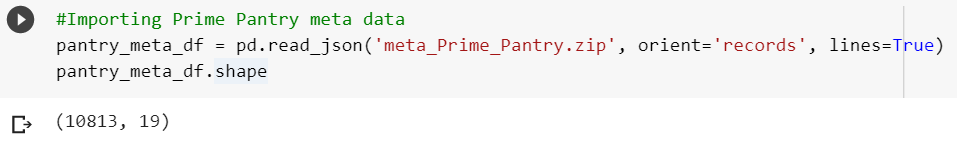 #Importing Prime Pantry meta data
pantry_meta_df = pd.read_json('meta_Prime_Pantry.zip', orient='records', lines=True)
pantry_meta_df.shape
(10813, 19)